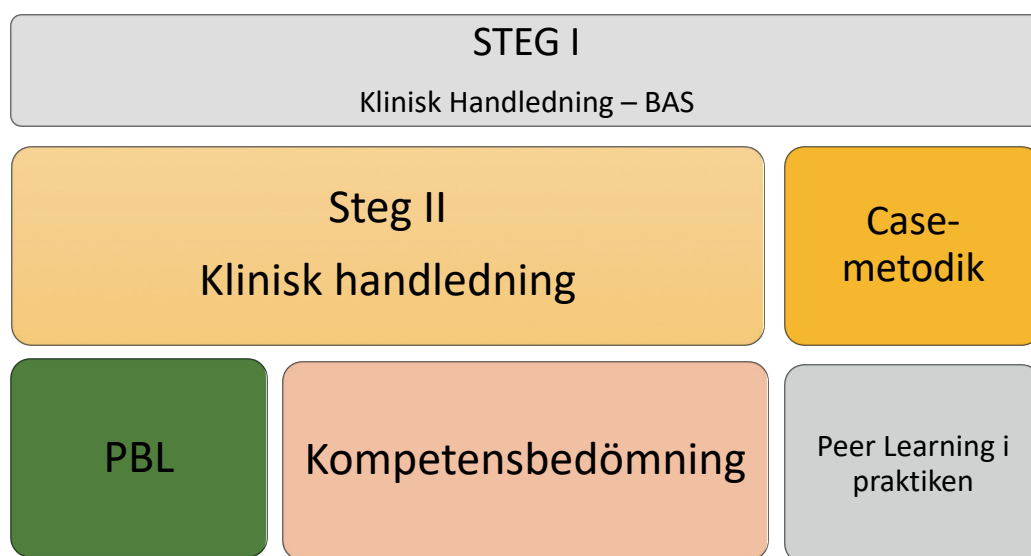 STEG I
Klinisk Handledning – BAS
Steg II
Klinisk handledning
Case-
metodik
PBL
Kompetensbedömning
Peer Learning i
praktiken